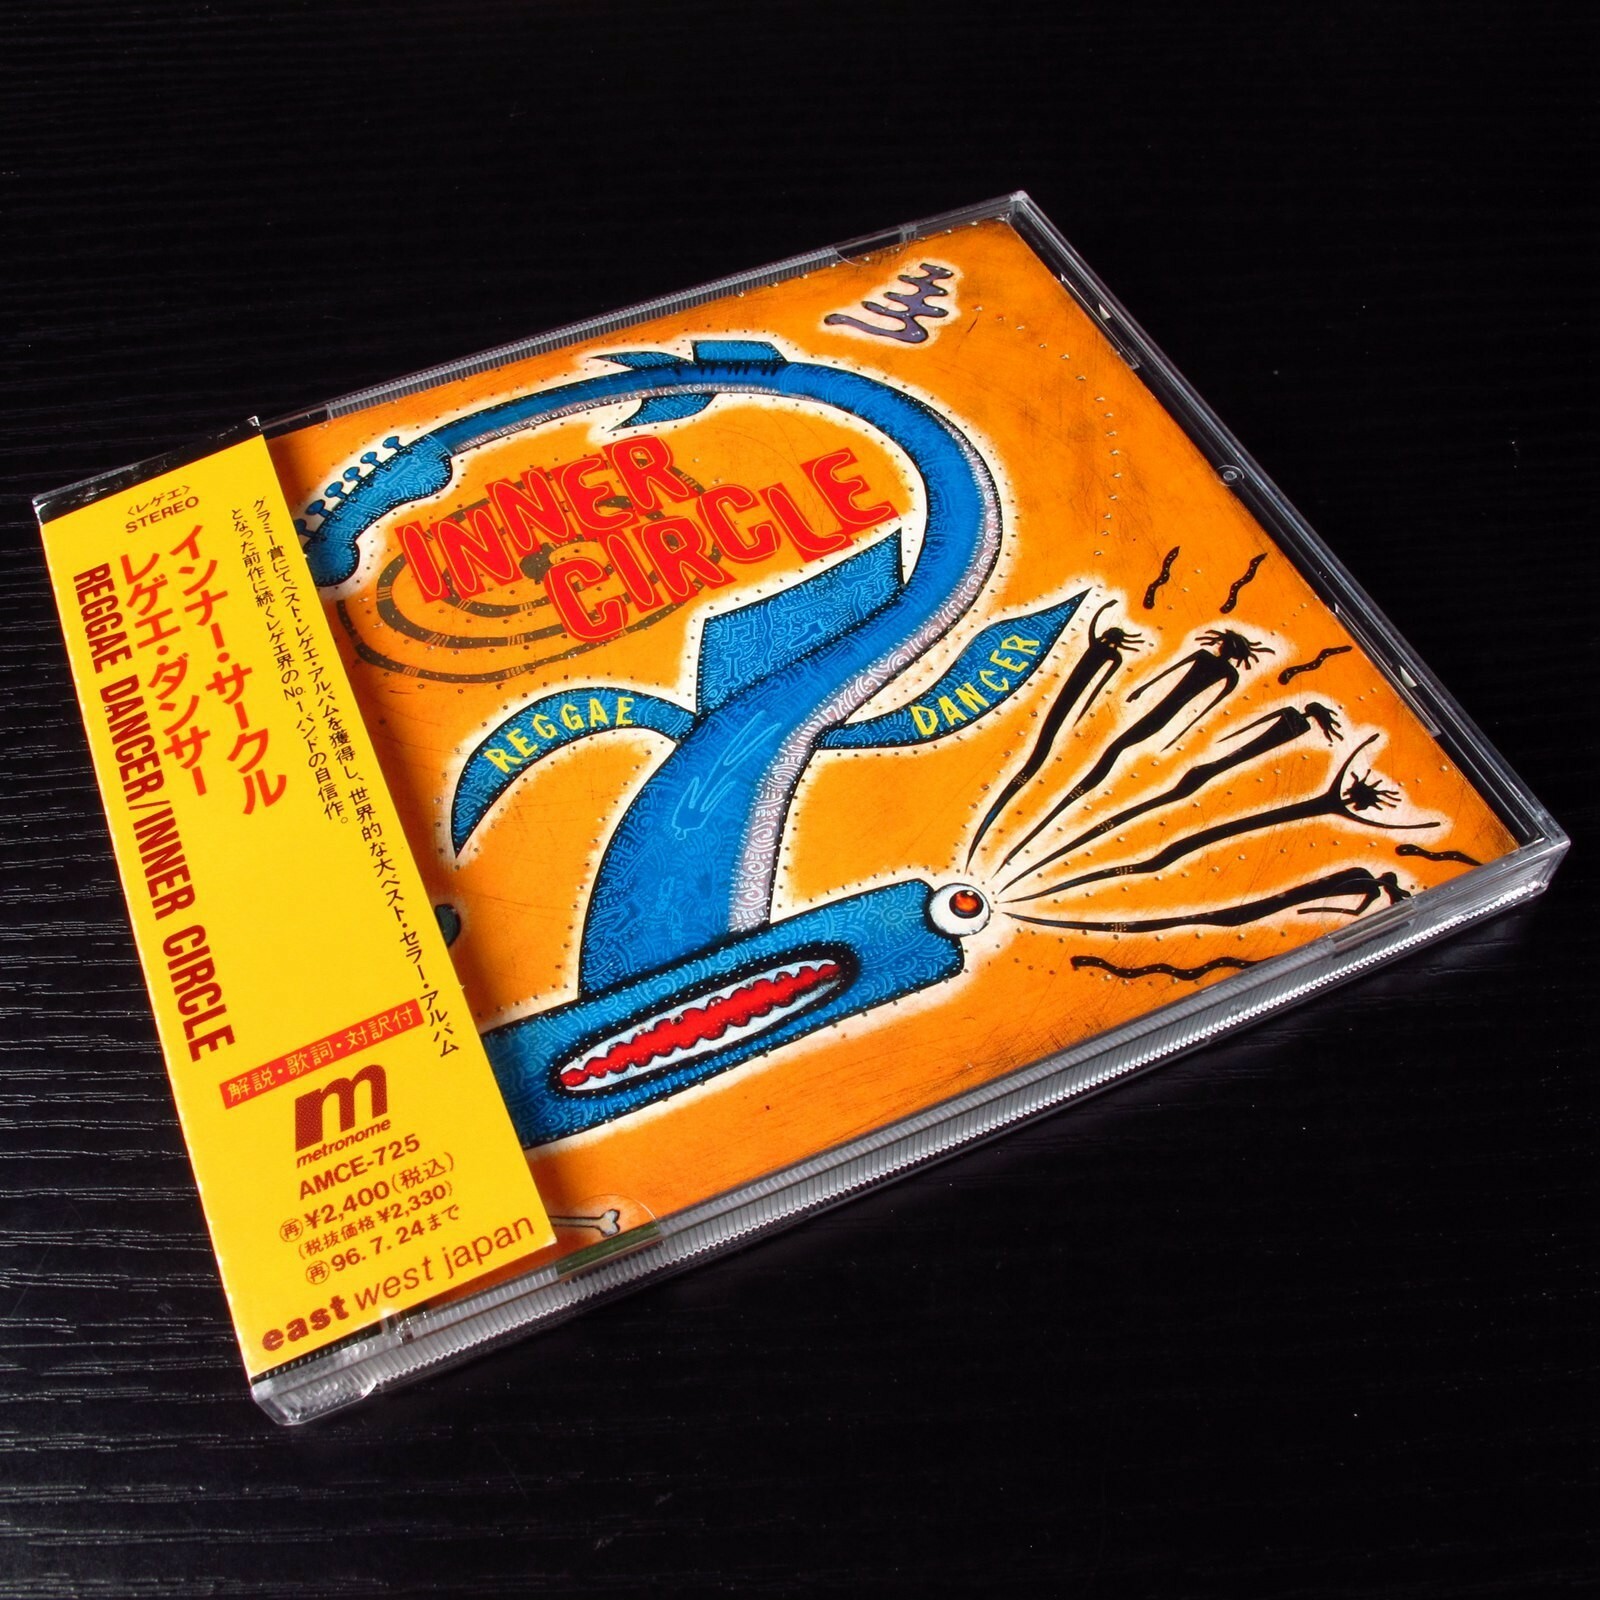 〈レゲエ〉
STEREO
グラミー賞にてベスト・レゲエ・アルバムを獲得し、世界的な大ベスト・セラー・アルバム
となった前作に続くレゲエ界のNo.1バンドの自信作。
インナー・サークル
レゲエ・ダンサー
REGGAE DANCER/INNER CIRCLE
解説・歌詞・対訳付
m
metronome
AMCE-725
再¥2,400(税込)
(税抜価格¥2,330)
再96.7.24まで
east west japan
INNER
CIRCLE
REGGAE DANCER